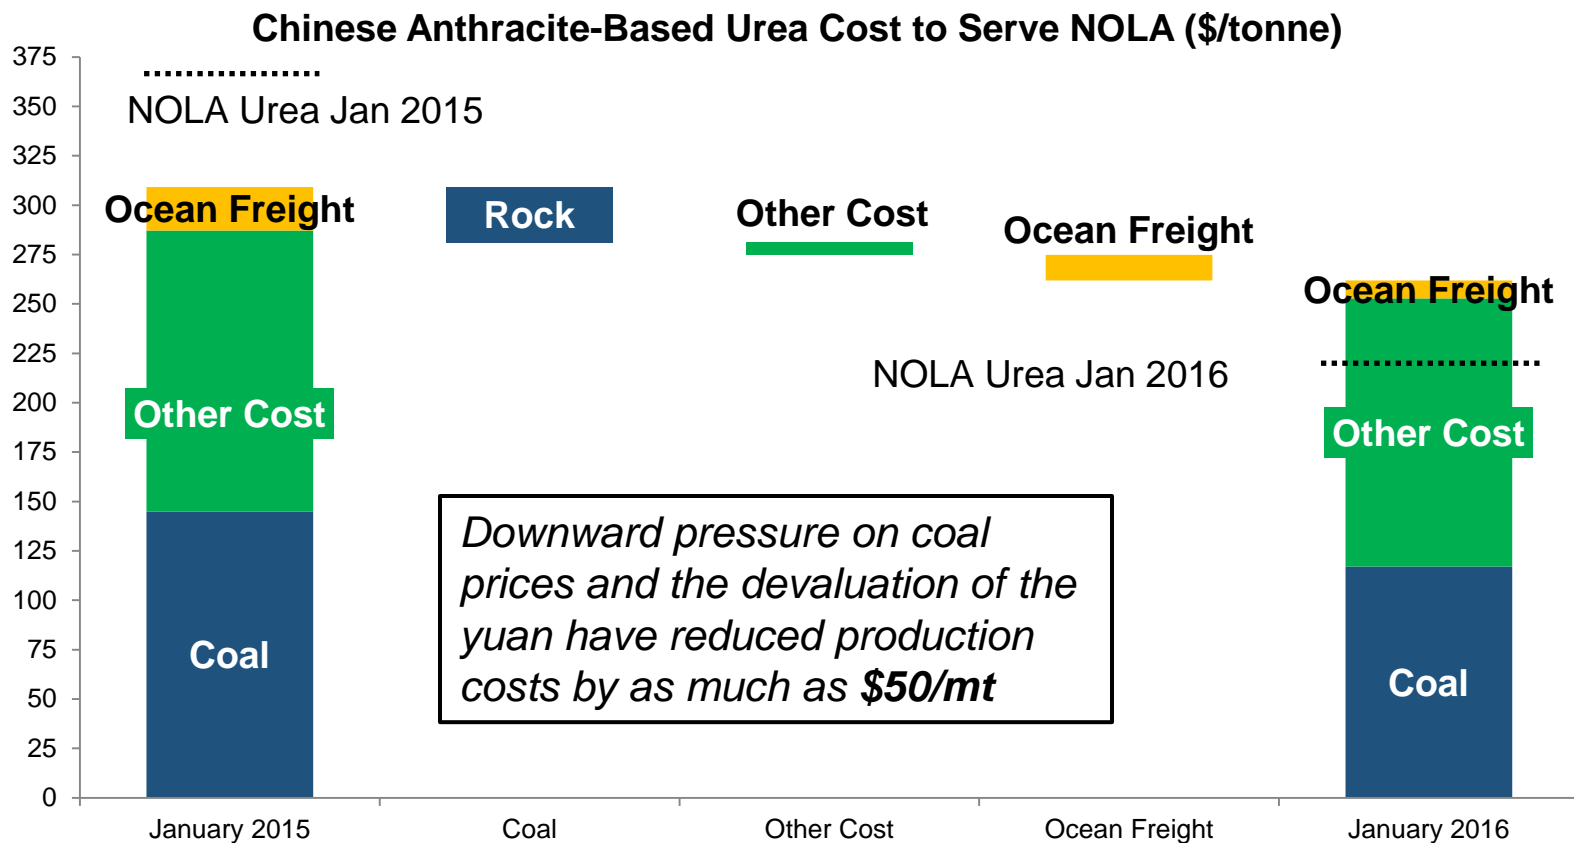 Chinese Anthracite-Based Urea Cost to Serve NOLA ($/tonne)
375
350
325
300
275
250
225
200
175
150
125
100
75
50
25
0
NOLA Urea Jan 2015
Ocean Freight
Other Cost
Coal
Rock
Other Cost
Ocean Freight
NOLA Urea Jan 2016
Ocean Freight
Other Cost
Coal
Downward pressure on coal
prices and the devaluation of the
yuan have reduced production
costs by as much as $50/mt
January 2015
Coal
Other Cost
Ocean Freight
January 2016